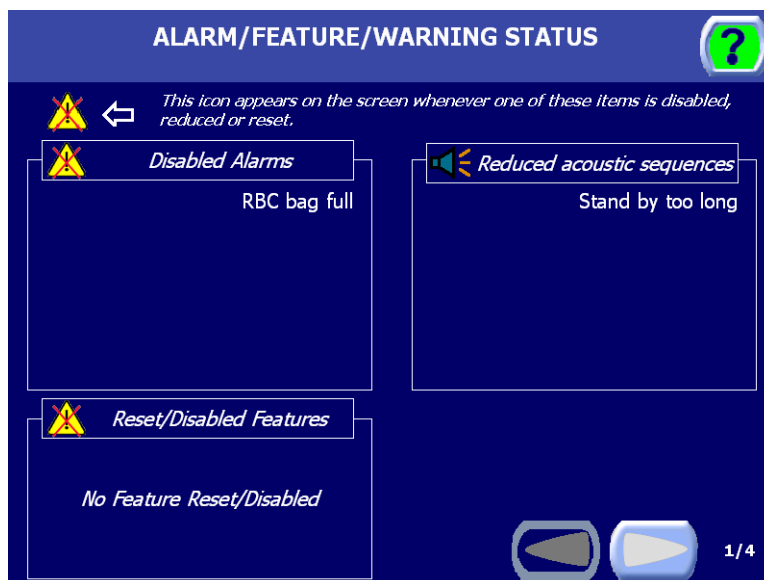 ALARM/FEATURE/WARNING STATUS
?
This icon appears on the screen whenever one of these items is disabled,
reduced or reset.
Disabled Alarms
RBC bag full
Reduced acoustic sequences
Stand by too long
Reset/Disabled Features
No Feature Reset/Disabled
1/4